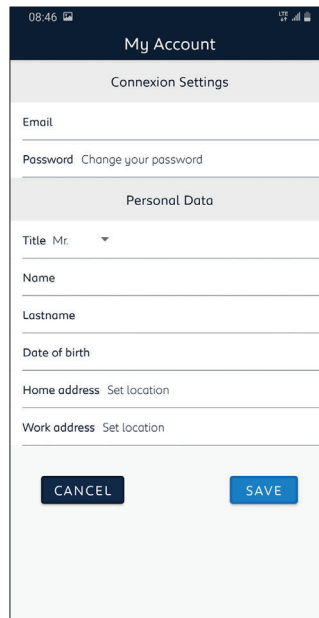 08:46 LTE
My Account
Connexion Settings
Email
Password Change your password
Personal Data
Title Mr.
Name
Lastname
Date of birth
Home address Set location
Work address Set location
CANCEL SAVE